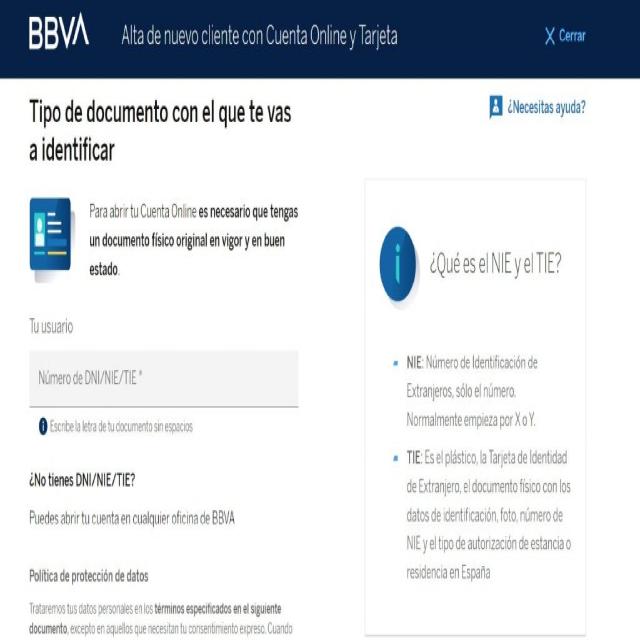 BBVA
Alta de nuevo cliente con Cuenta Online y Tarjeta
Cerrar
Tipo de documento con el que te vas
a identificar
¿Necesitas ayuda?
Para abrir tu Cuenta Online es necesario que tengas
un documento físico original en vigor y en buen
estado.
Tu usuario
Número de DNI/NIE/TIE *
Escribe la letra de tu documento sin espacios
¿No tienes DNI/NIE/TIE?
Puedes abrir tu cuenta en cualquier oficina de BBVA
Política de protección de datos
Trataremos tus datos personales en los términos especificados en el siguiente
documento, excepto en aquellos que necesitan tu consentimiento expreso. Cuando
¿Qué es el NIE y el TIE?
NIE: Número de Identificación de
Extranjeros, sólo el número.
Normalmente empieza por X o Y.
TIE: Es el plástico, la Tarjeta de Identidad
de Extranjero, el documento físico con los
datos de identificación, foto, número de
NIE y el tipo de autorización de estancia o
residencia en España